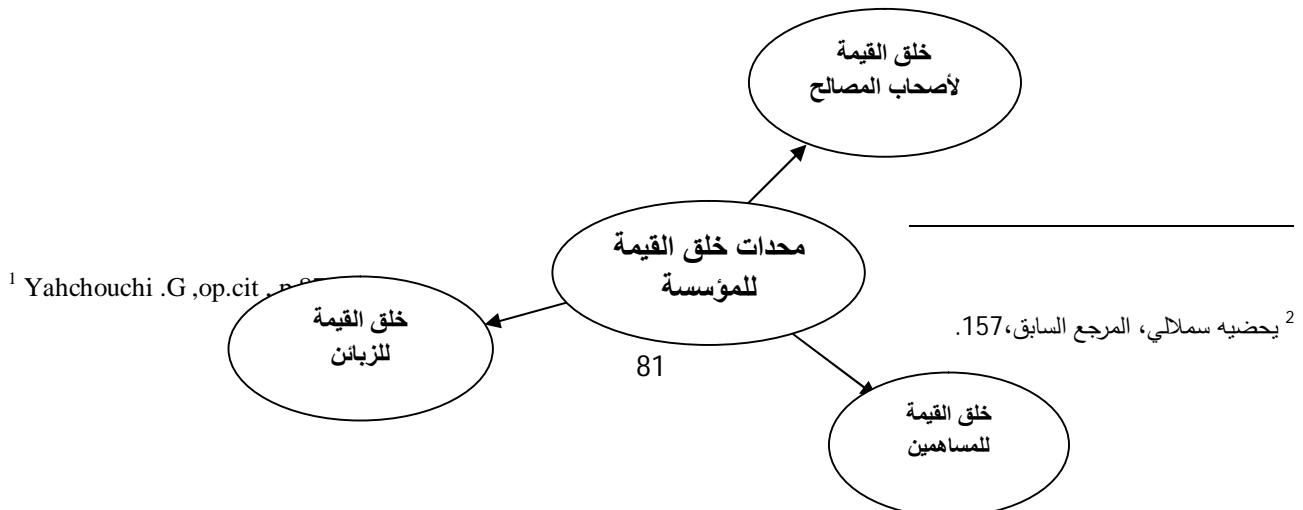 خلق القيمة
لأصحاب المصالح
محدات خلق القيمة
للمؤسسة
¹ Yahchouchi .G ,op.cit ,
خلق القيمة
للزبائن
² يحضيه سملالي، المرجع السابق،157.
81
خلق القيمة
للمساهمين